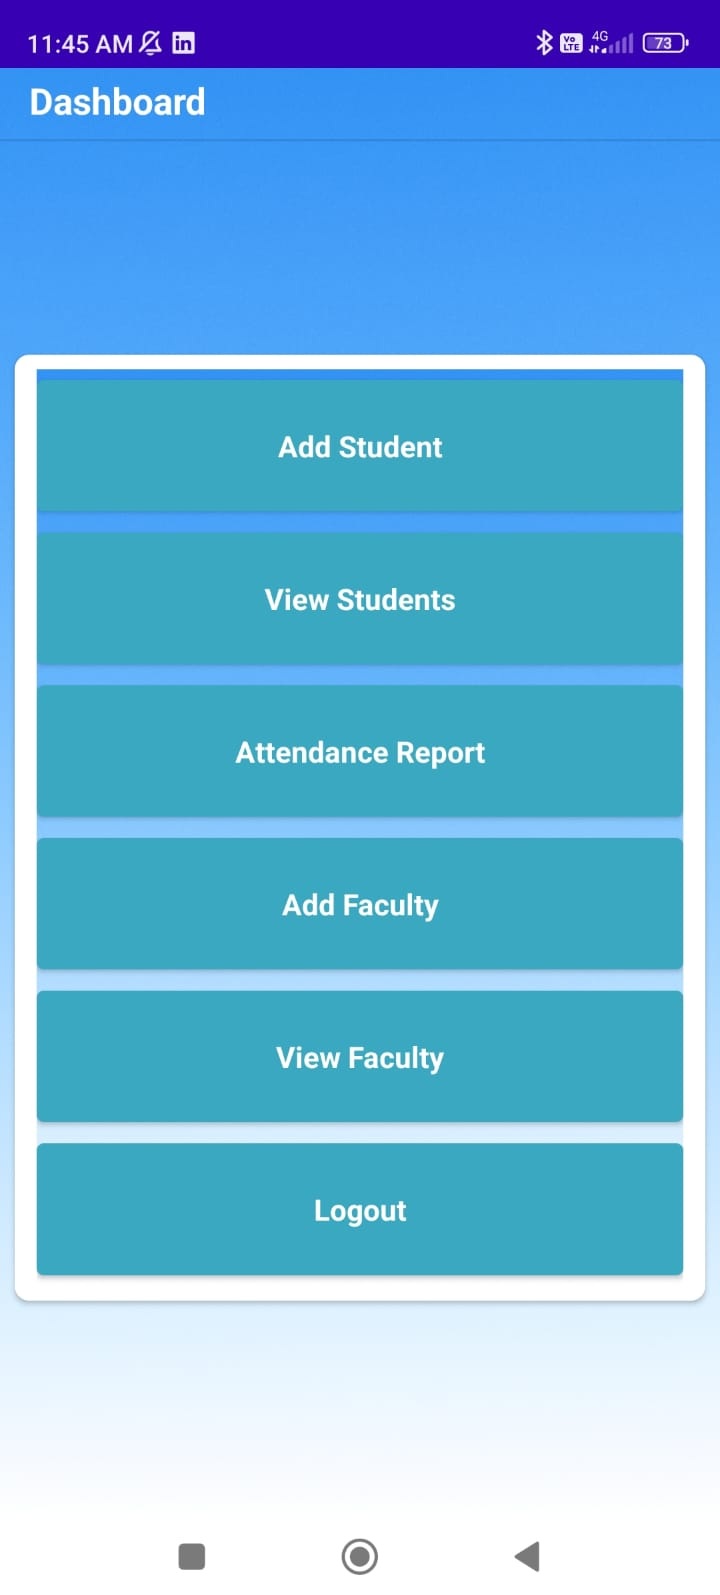 11:45 AM in Vo LTE 4G 73
Dashboard
Add Student
View Students
Attendance Report
Add Faculty
View Faculty
Logout